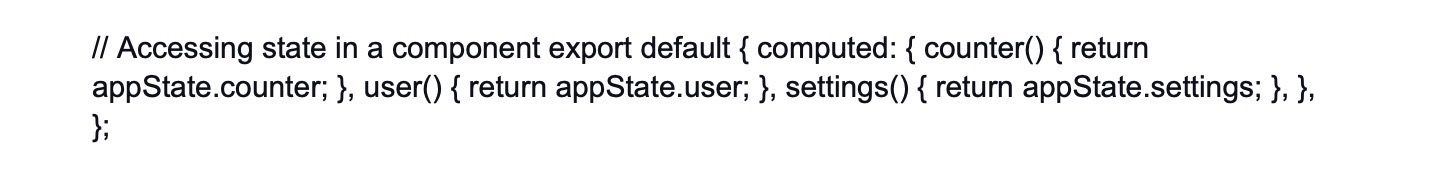 // Accessing state in a component export default { computed: { counter() { return
appState.counter; }, user() { return appState.user; }, settings() { return appState.settings; }, },
};